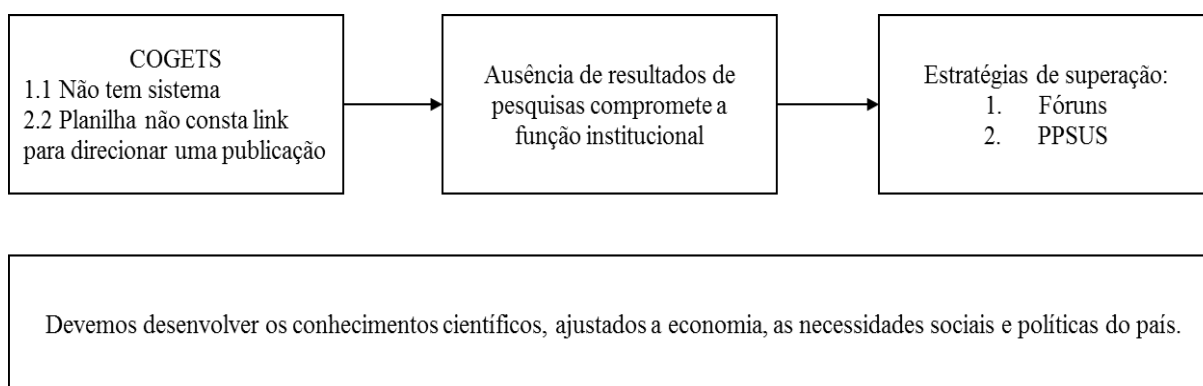 COGETS
1.1 Não tem sistema
2.2 Planilha não consta link
para direcionar uma publicação
Ausência de resultados de
pesquisas compromete a
função institucional
Estratégias de superação:
1. Fóruns
2. PPSUS
Devemos desenvolver os conhecimentos científicos, ajustados a economia, as necessidades sociais e políticas do país.